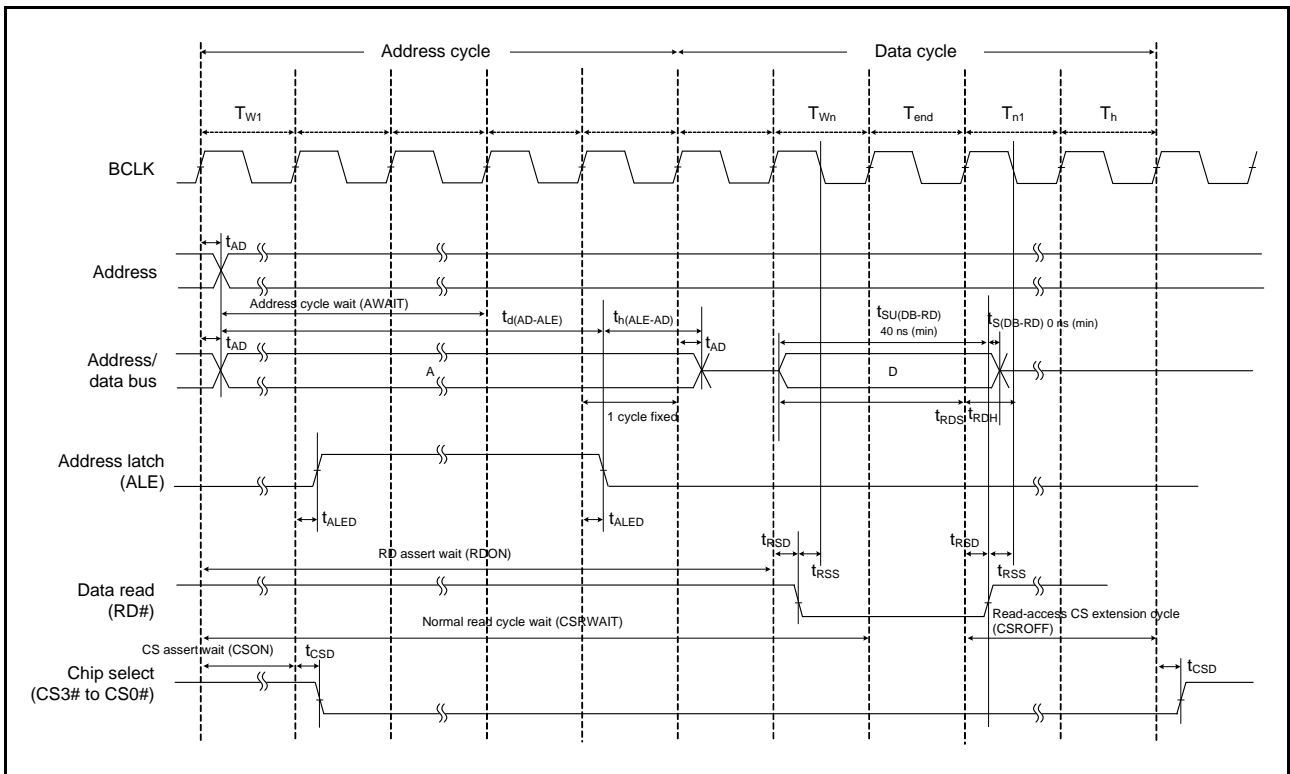 Address cycle
Data cycle
TW1
TWn
Tend
Tn1
Th
BCLK
tAD
Address
Address cycle wait (AWAIT)
td(AD-ALE)
th(ALE-AD)
tSU(DB-RD)
40 ns (min)
tS(DB-RD) 0 ns (min)
tAD
tAD
Address/
data bus
A
D
1 cycle fixed
tRDS
tRDH
Address latch
(ALE)
tALED
tALED
RD assert wait (RDON)
tRSD
tRSS
tRSD
tRSS
Data read
(RD#)
Normal read cycle wait (CSRWAIT)
Read-access CS extension cycle
(CSROFF)
CS assert wait (CSON)
tCSD
tCSD
Chip select
(CS3# to CS0#)